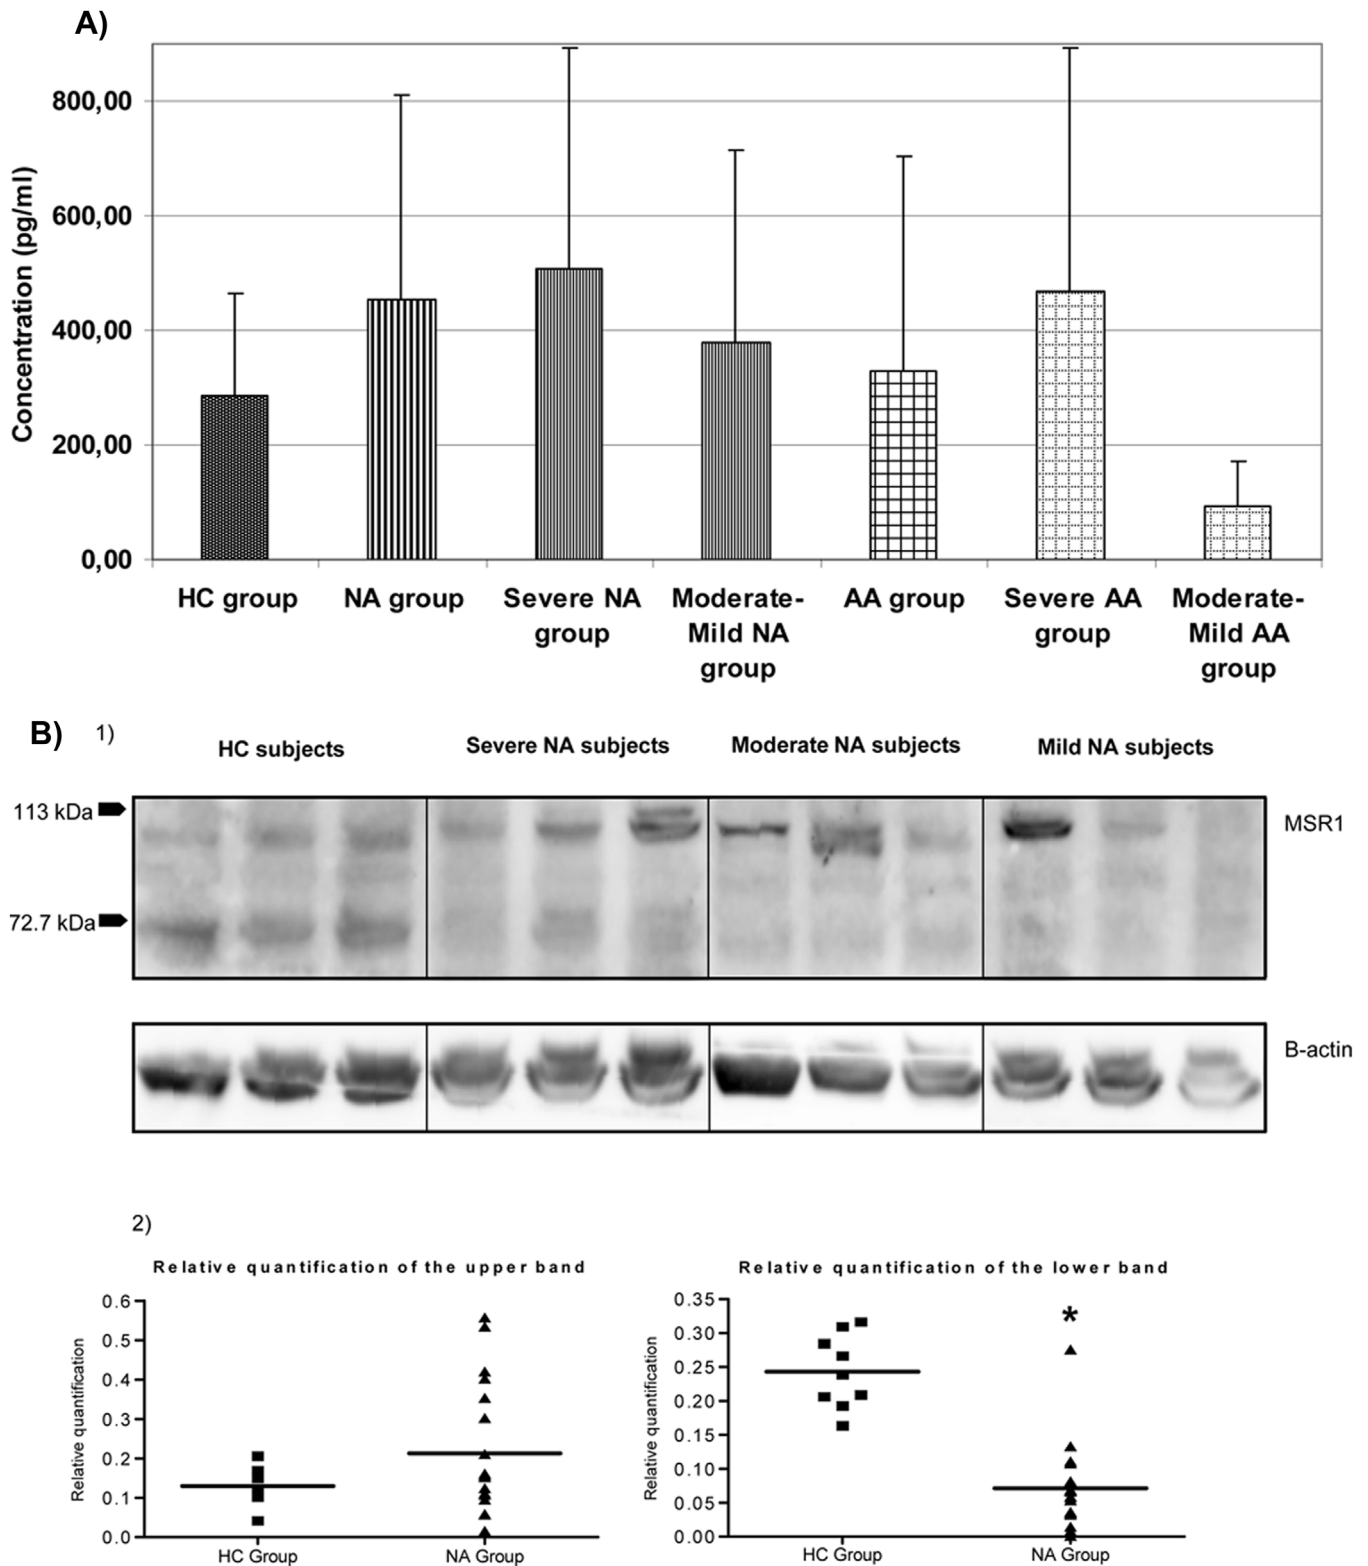 A)
Concentration (pg/ml)
800,00
600,00
400,00
200,00
0,00
HC group
NA group
Severe NA
group
Moderate-
Mild NA
group
AA group
Severe AA
group
Moderate-
Mild AA
group
B)
1)
HC subjects
Severe NA subjects
Moderate NA subjects
Mild NA subjects
113 kDa
MSR1
72.7 kDa
B-actin
2)
Relative quantification of the upper band
Relative quantification
0.6
0.5
0.4
0.3
0.2
0.1
0.0
HC Group
NA Group
Relative quantification of the lower band
Relative quantification
0.35
0.30
0.25
0.20
0.15
0.10
0.05
0.00
*
HC Group
NA Group